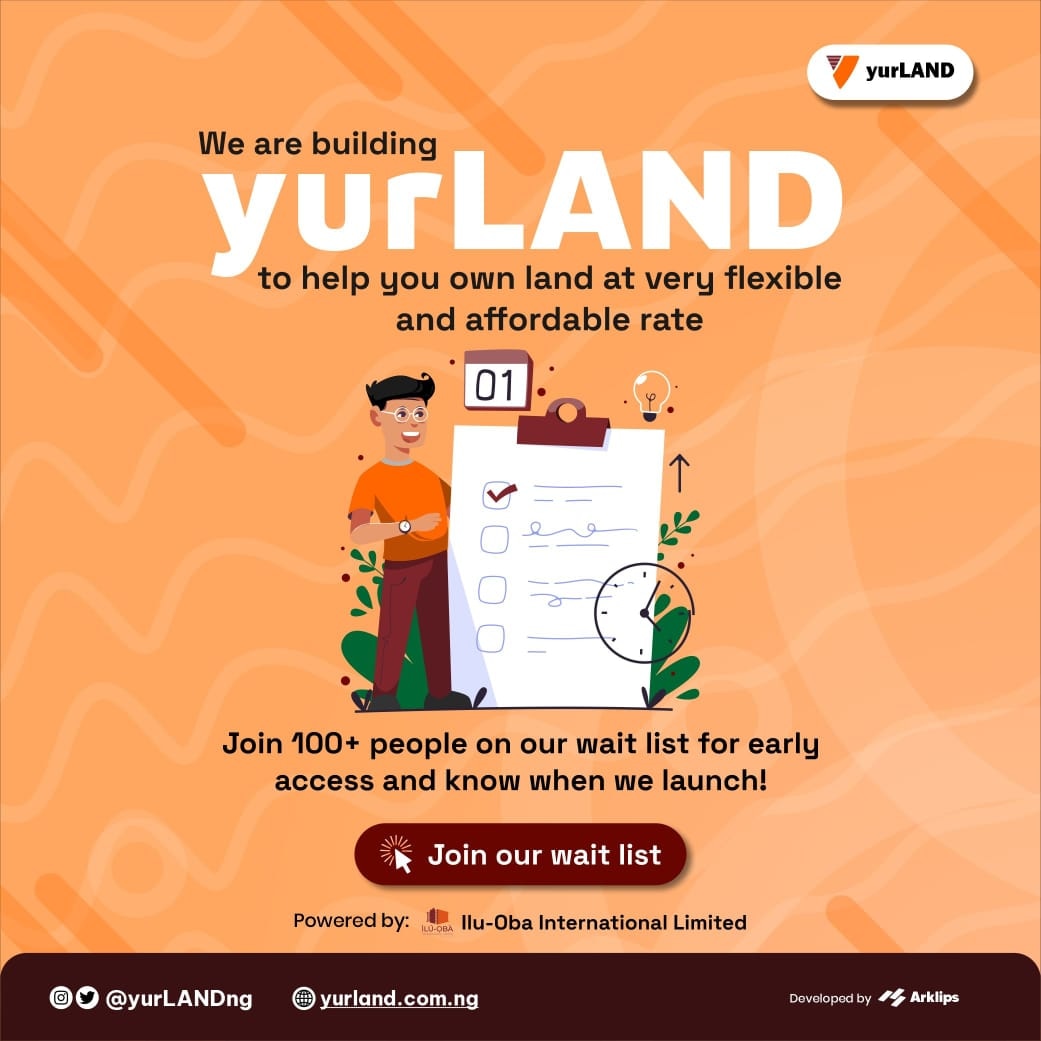 yurLAND
We are building
yurLAND
to help you own land at very flexible
and affordable rate
01
Join 100+ people on our wait list for early
access and know when we launch!
Join our wait list
Powered by: ILÚ-OBA Ilu-Oba International Limited
@yurLANDng yurland.com.ng Developed by Arklips